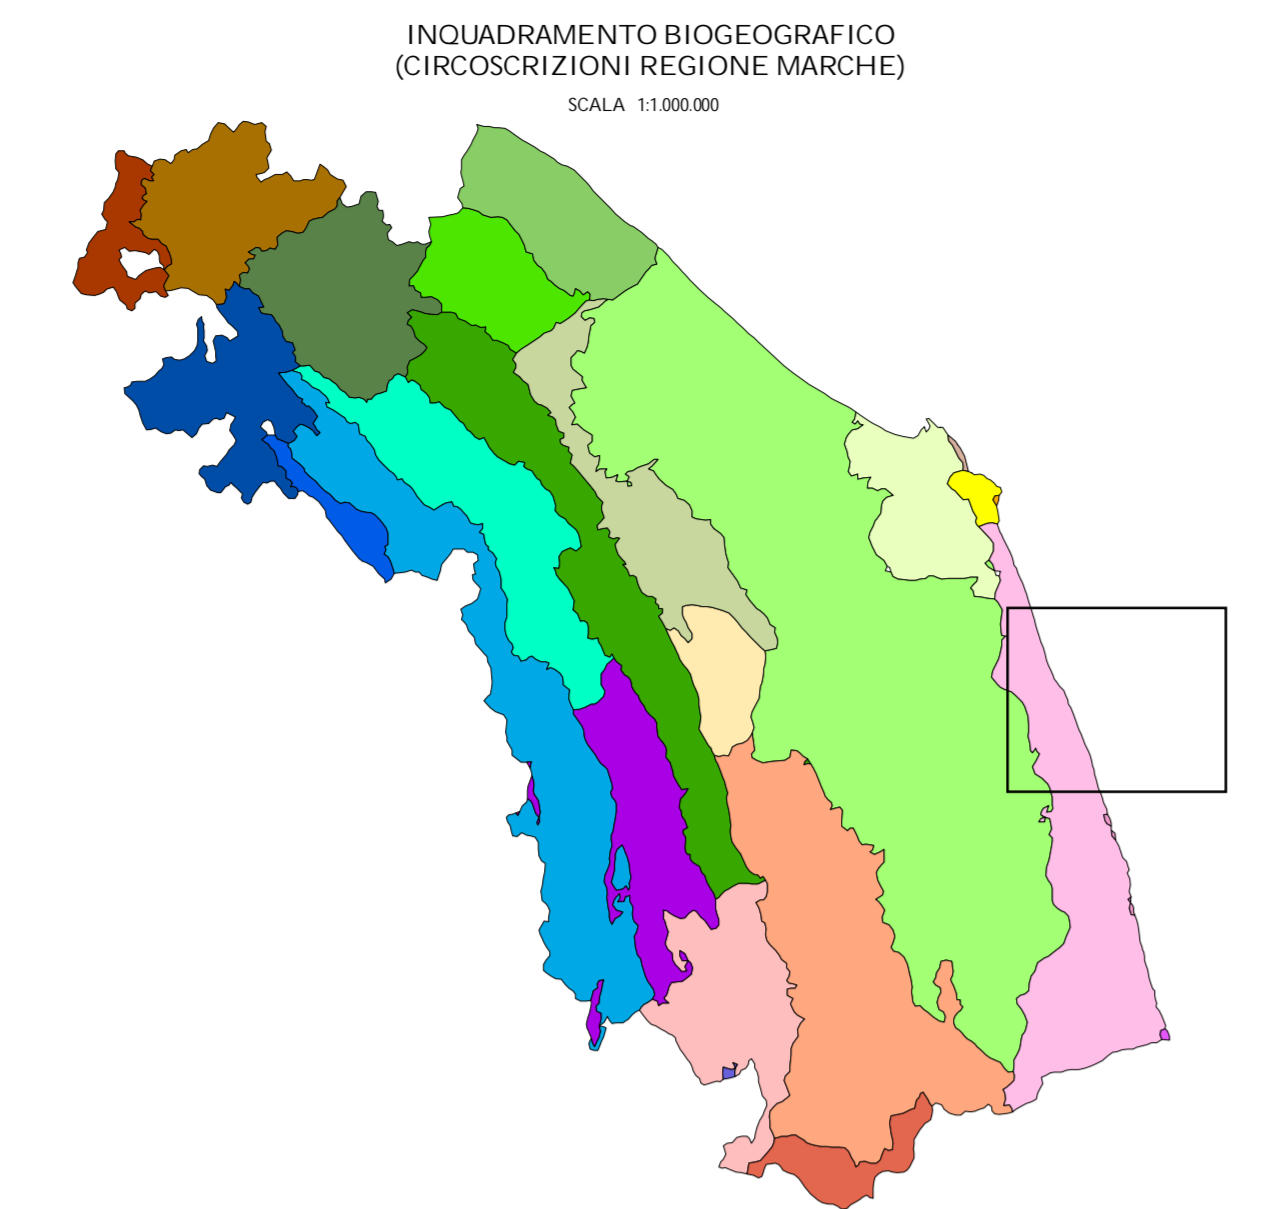 INQUADRAMENTO BIOGEOGRAFICO
(CIRCOSCRIZIONI REGIONE MARCHE)
SCALA 1:1.000.000